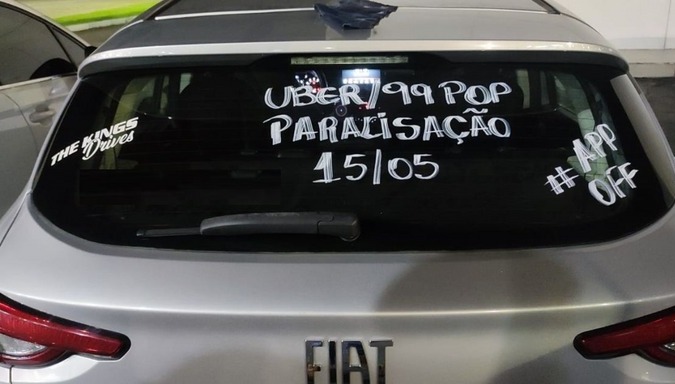 UBER/99 POP
PARALISAÇÃO
15/05
THE KINGS
Drives
#APP
OFF
FIAT